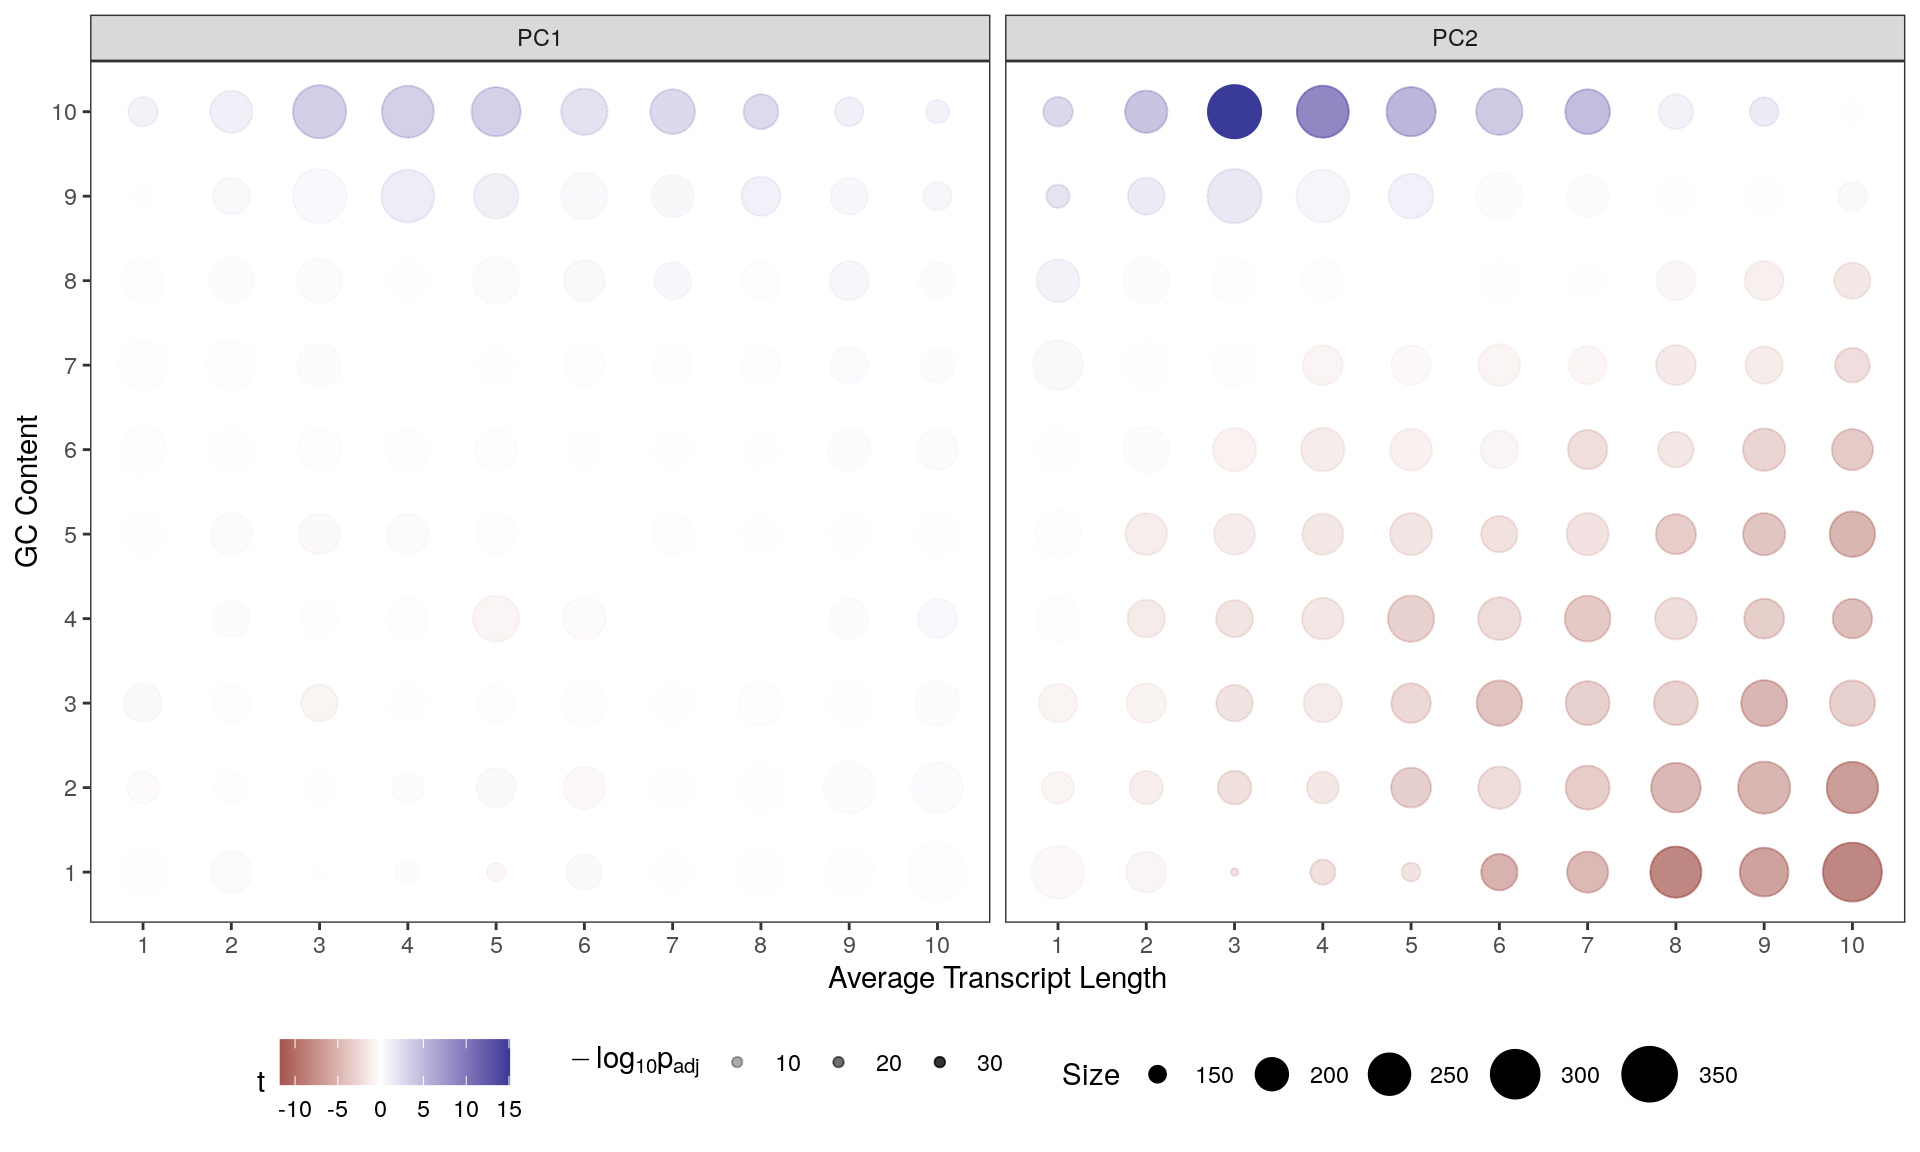 PC1 PC2
10
9
8
7
6
5
4
3
2
1
GC Content
1 2 3 4 5 6 7 8 9 10 1 2 3 4 5 6 7 8 9 10
Average Transcript Length
t
-10 -5 0 5 10 15
−log10padj 10 20 30
Size 150 200 250 300 350